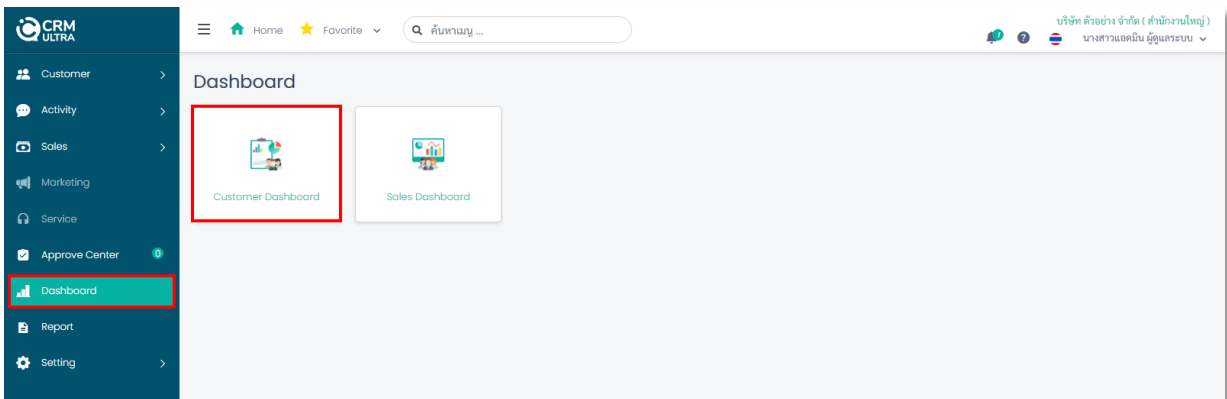 CRM
ULTRA
Home
Favorite
ค้นหาเมนู ...
บริษัท ตัวอย่าง จำกัด ( สำนักงานใหญ่ )
7
?
นางสาวแอดมิน ผู้ดูแลระบบ
Customer
Activity
Sales
Marketing
Service
Approve Center
0
Dashboard
Report
Setting
Dashboard
Customer Dashboard
Sales Dashboard